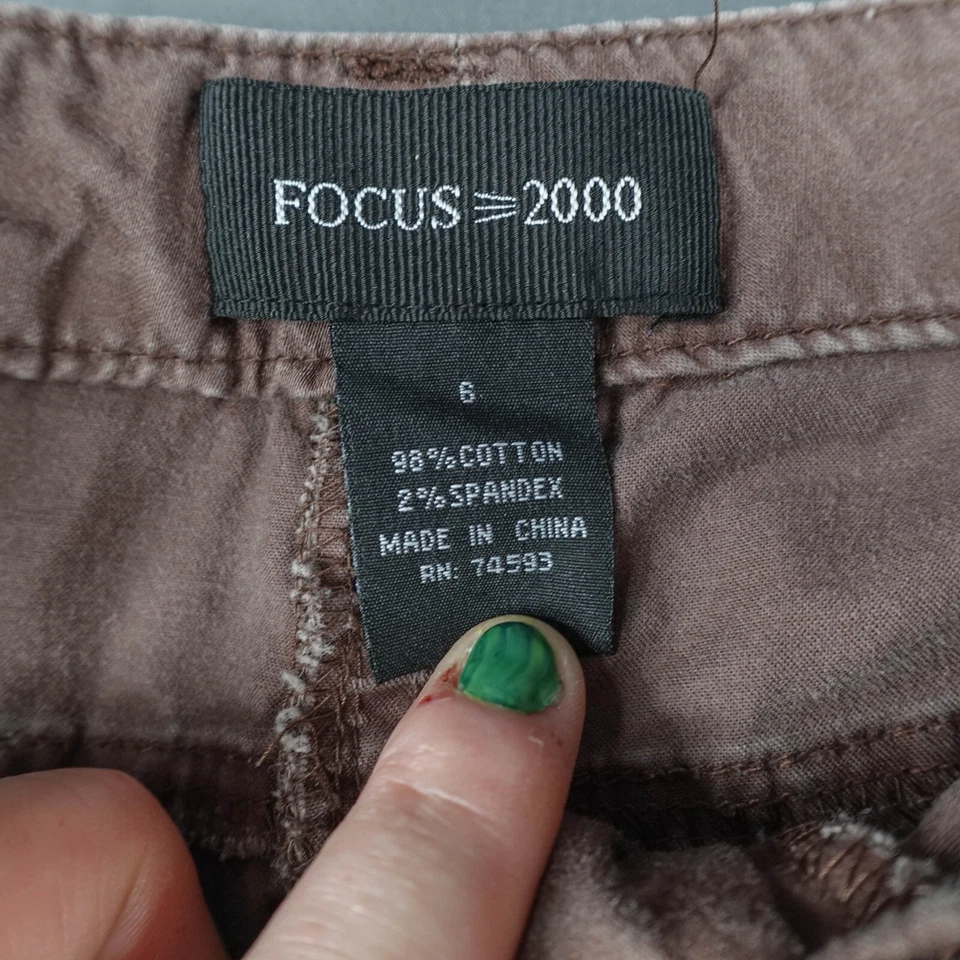 FOCUS ⋝ 2000
6
98%COTTON
2%SPANDEX
MADE IN CHINA
RN: 74593